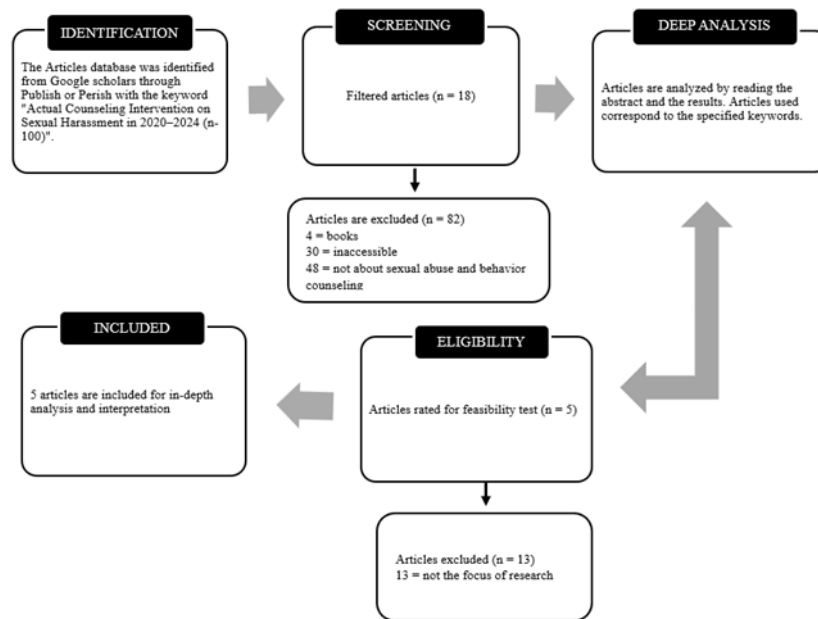 IDENTIFICATION
The Articles database was identified
from Google scholars through
Publish or Perish with the keyword
"Actual Counseling Intervention on
Sexual Harassment in 2020–2024 (n-
100)".
SCREENING
Filtered articles (n = 18)
Articles are excluded (n = 82)
4 = books
30 = inaccessible
48 = not about sexual abuse and behavior
counseling
DEEP ANALYSIS
Articles are analyzed by reading the
abstract and the results. Articles used
correspond to the specified keywords.
ELIGIBILITY
Articles rated for feasibility test (n = 5)
Articles excluded (n = 13)
13 = not the focus of research
INCLUDED
5 articles are included for in-depth
analysis and interpretation